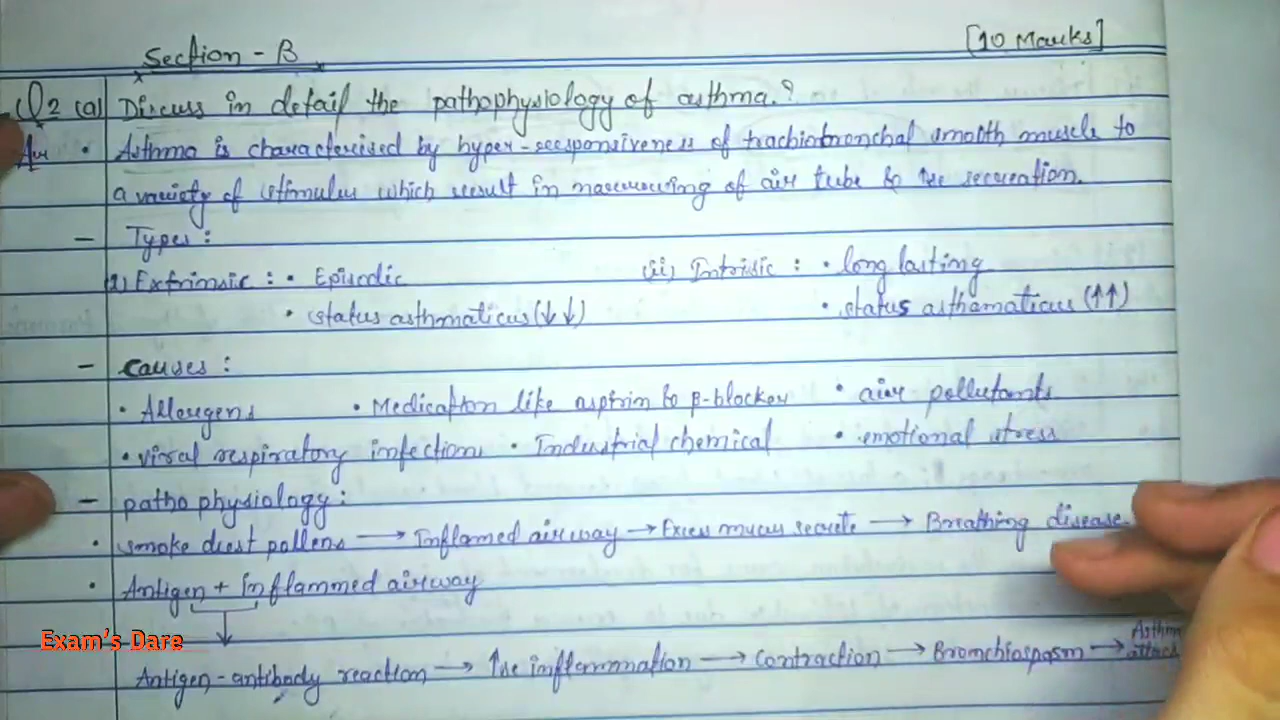 Section - B [10 Marks]
Q2 (a) Discuss in detail the pathophysiology of asthma.?
Ans • Asthma is characterised by hyper-responsiveness of trachiobronchal smooth muscle to
a variety of stimulus which result in narrowing of air tube & ↑se secreation.
- Types:
(i) Extrinsic : • Episodic (ii) Intrisic : • long lasting
• status asthmaticus (↓↓) • status asthamaticus (↑↑)
- Causes :
• Allergens • Medication like aspirin to β-blocker • air pollutants
• viral respiratory infection • Industrial chemical • emotional stress
- pathophysiology:
• smoke dust pollens → Inflamed airway → Excess mucus secrete → Breathing disease.
• Antigen + inflammed airway
↓
Exam's Dare
Antigen-antibody reaction → ↑se inflammation → Contraction → Bronchiospasm → Asthma attack